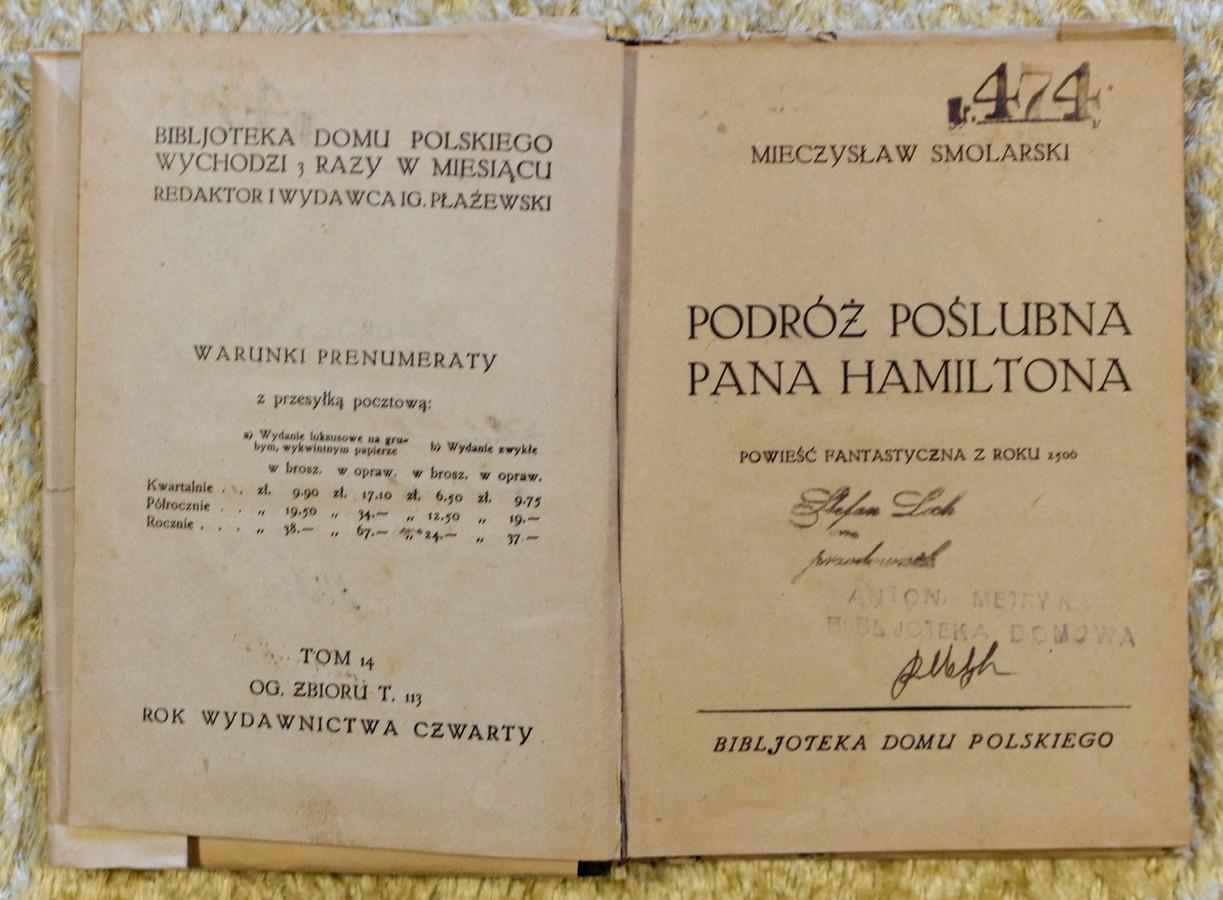 BIBLJOTEKA DOMU POLSKIEGO
WYCHODZI 3 RAZY W MIESIĄCU
REDAKTOR I WYDAWCA IG. PŁAŻEWSKI
WARUNKI PRENUMERATY
z przesyłką pocztową:
a) Wydanie luksusowe na gru-
bym, wykwintnym papierze
b) Wydanie zwykłe
w brosz. w opraw. w brosz. w opraw.
Kwartalnie . . zł. 9.90 zł. 17.10 zł. 6.50 zł. 9.75
Półrocznie . . „ 19.50 „ 34.— „ 12.50 „ 19.—
Rocznie . . . „ 38.— „ 67.— „ 24.— „ 37.—
TOM 14
OG. ZBIORU T. 113
ROK WYDAWNICTWA CZWARTY
474
MIECZYSŁAW SMOLARSKI
PODRÓŻ POŚLUBNA
PANA HAMILTONA
POWIEŚĆ FANTASTYCZNA Z ROKU 2500
Stefan
ANTONI METRYKA
BIBLJOTEKA DOMOWA
BIBLJOTEKA DOMU POLSKIEGO